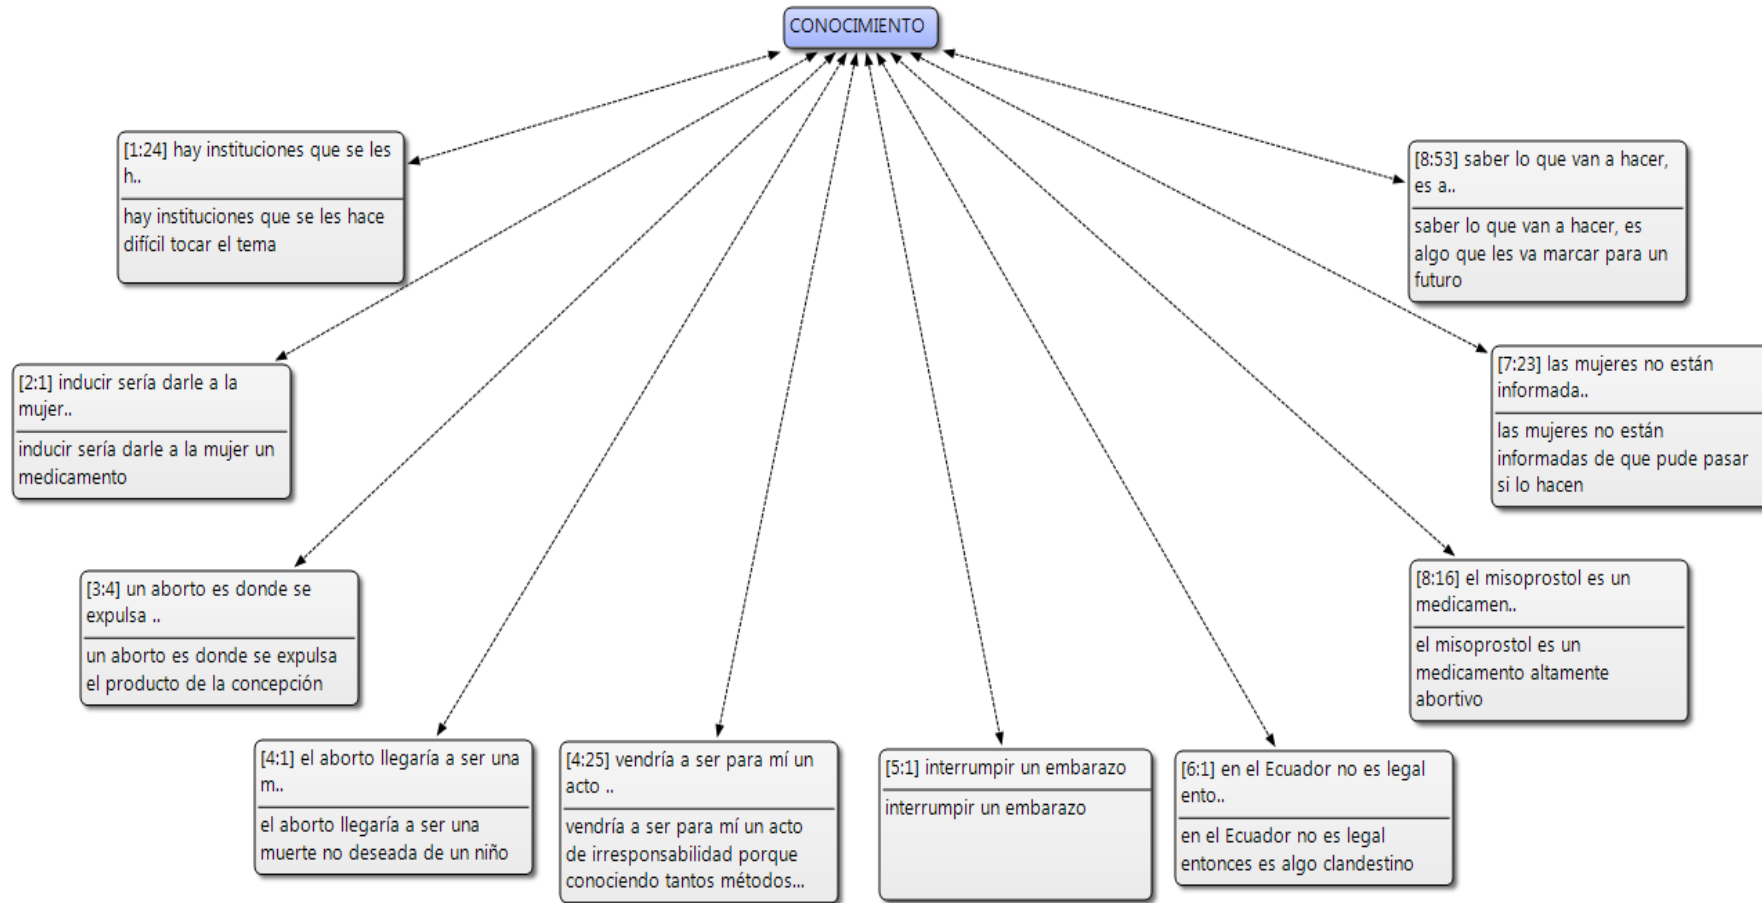 CONOCIMIENTO
[1:24] hay instituciones que se les
h..
hay instituciones que se les hace
difícil tocar el tema
[8:53] saber lo que van a hacer,
es a..
saber lo que van a hacer, es
algo que les va marcar para un
futuro
[2:1] inducir sería darle a la
mujer..
inducir sería darle a la mujer un
medicamento
[7:23] las mujeres no están
informada..
las mujeres no están
informadas de que pude pasar
si lo hacen
[3:4] un aborto es donde se
expulsa ..
un aborto es donde se expulsa
el producto de la concepción
[8:16] el misoprostol es un
medicamen..
el misoprostol es un
medicamento altamente
abortivo
[4:1] el aborto llegaría a ser una
m..
el aborto llegaría a ser una
muerte no deseada de un niño
[4:25] vendría a ser para mí un
acto ..
vendría a ser para mí un acto
de irresponsabilidad porque
conociendo tantos métodos...
[5:1] interrumpir un embarazo
interrumpir un embarazo
[6:1] en el Ecuador no es legal
ento..
en el Ecuador no es legal
entonces es algo clandestino